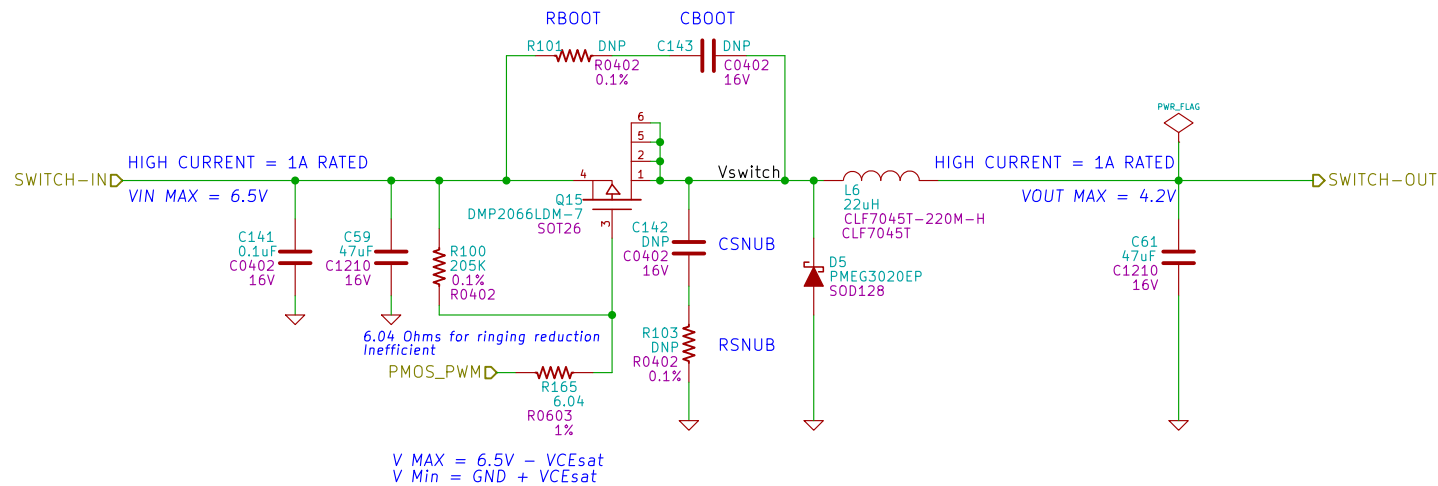 RBOOT
CBOOT
R101
DNP
R0402
0.1%
C143
DNP
C0402
16V
PWR_FLAG
6
5
2
1
4
3
HIGH CURRENT = 1A RATED
SWITCH-IN
VIN MAX = 6.5V
Q15
DMP2066LDM-7
SOT26
Vswitch
L6
22uH
CLF7045T-220M-H
CLF7045T
HIGH CURRENT = 1A RATED
VOUT MAX = 4.2V
SWITCH-OUT
C141
0.1uF
C0402
16V
C59
47uF
C1210
16V
R100
205K
0.1%
R0402
C142
DNP
C0402
16V
CSNUB
D5
PMEG3020EP
SOD128
C61
47uF
C1210
16V
6.04 Ohms for ringing reduction
Inefficient
R103
DNP
R0402
0.1%
RSNUB
PMOS_PWM
R165
6.04
R0603
1%
V MAX = 6.5V - VCEsat
V Min = GND + VCEsat